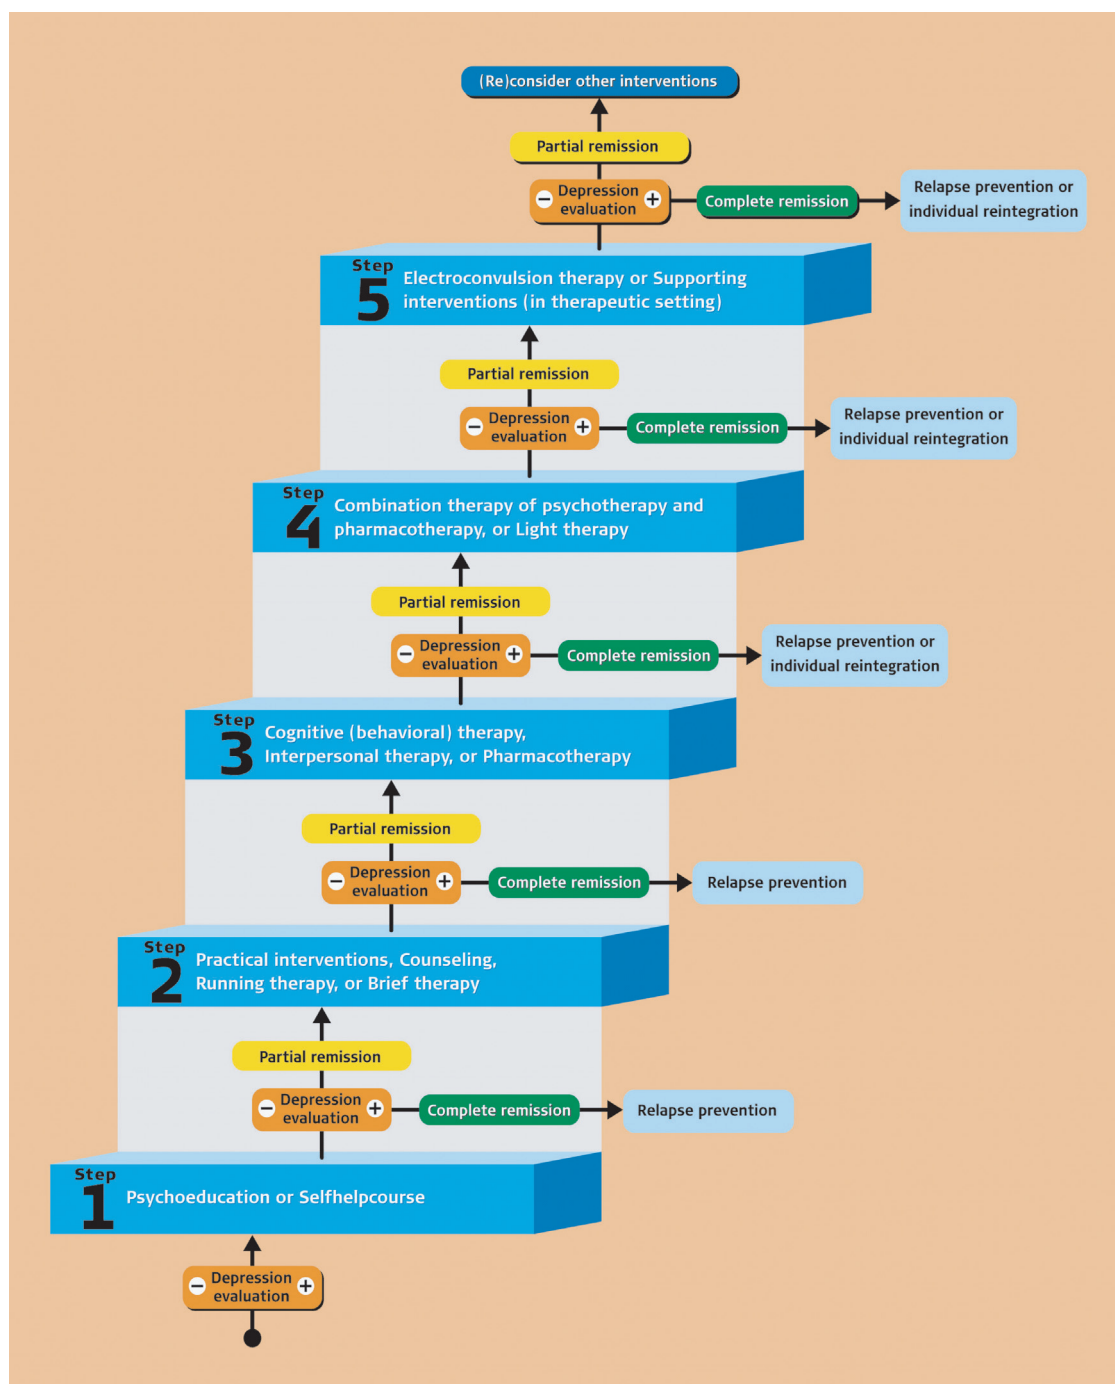 (Re)consider other interventions
Partial remission
− Depression +
evaluation
Complete remission
Relapse prevention or
individual reintegration
Step
5
Electroconvulsion therapy or Supporting
interventions (in therapeutic setting)
Partial remission
− Depression +
evaluation
Complete remission
Relapse prevention or
individual reintegration
Step
4
Combination therapy of psychotherapy and
pharmacotherapy, or Light therapy
Partial remission
− Depression +
evaluation
Complete remission
Relapse prevention or
individual reintegration
Step
3
Cognitive (behavioral) therapy,
Interpersonal therapy, or Pharmacotherapy
Partial remission
− Depression +
evaluation
Complete remission
Relapse prevention
Step
2
Practical interventions, Counseling,
Running therapy, or Brief therapy
Partial remission
− Depression +
evaluation
Complete remission
Relapse prevention
Step
1
Psychoeducation or Selfhelpcourse
− Depression +
evaluation